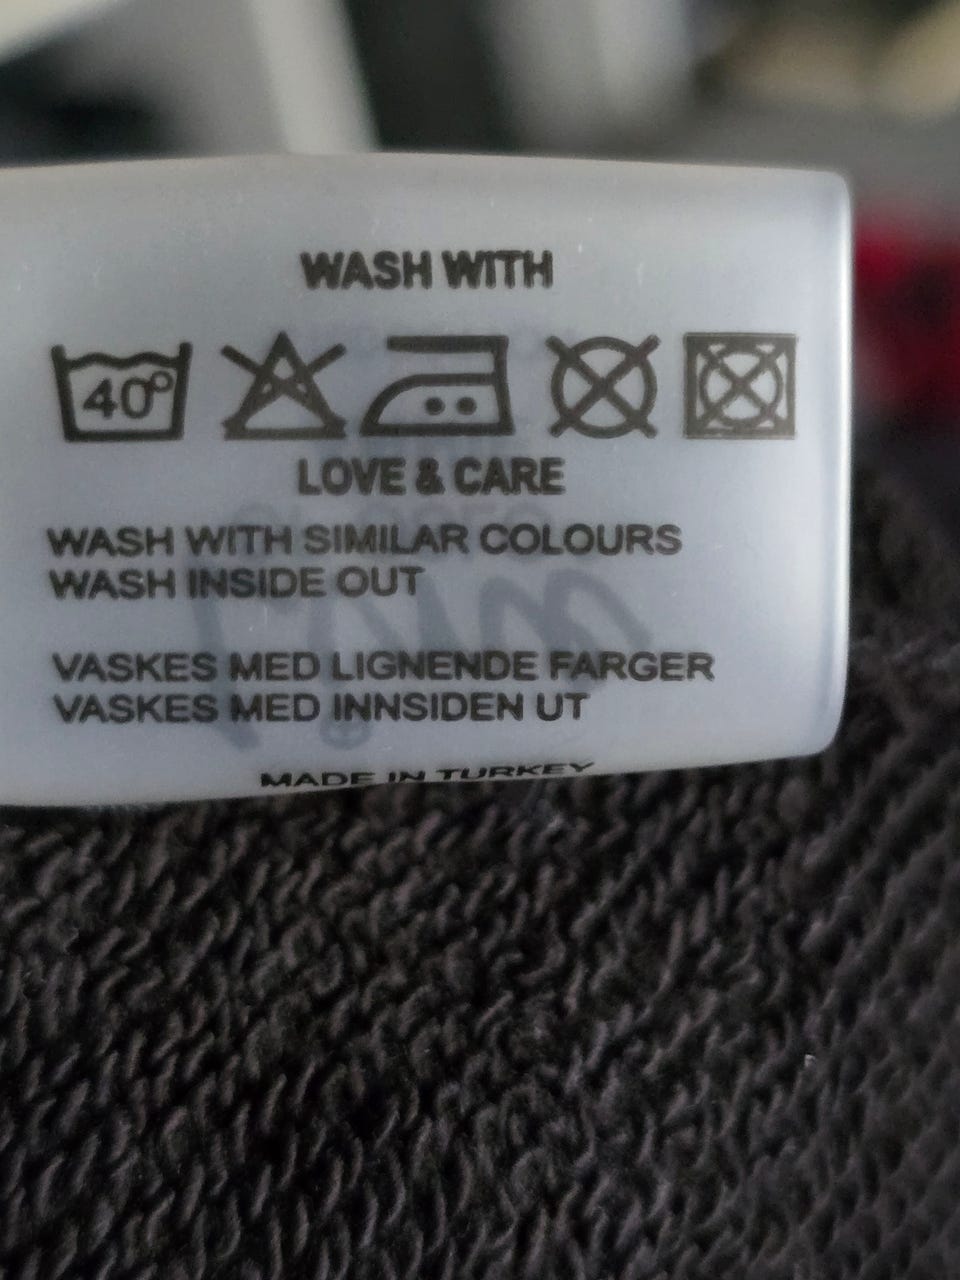 WASH WITH
40°
LOVE & CARE
WASH WITH SIMILAR COLOURS
WASH INSIDE OUT
VASKES MED LIGNENDE FARGER
VASKES MED INNSIDEN UT
MADE IN TURKEY